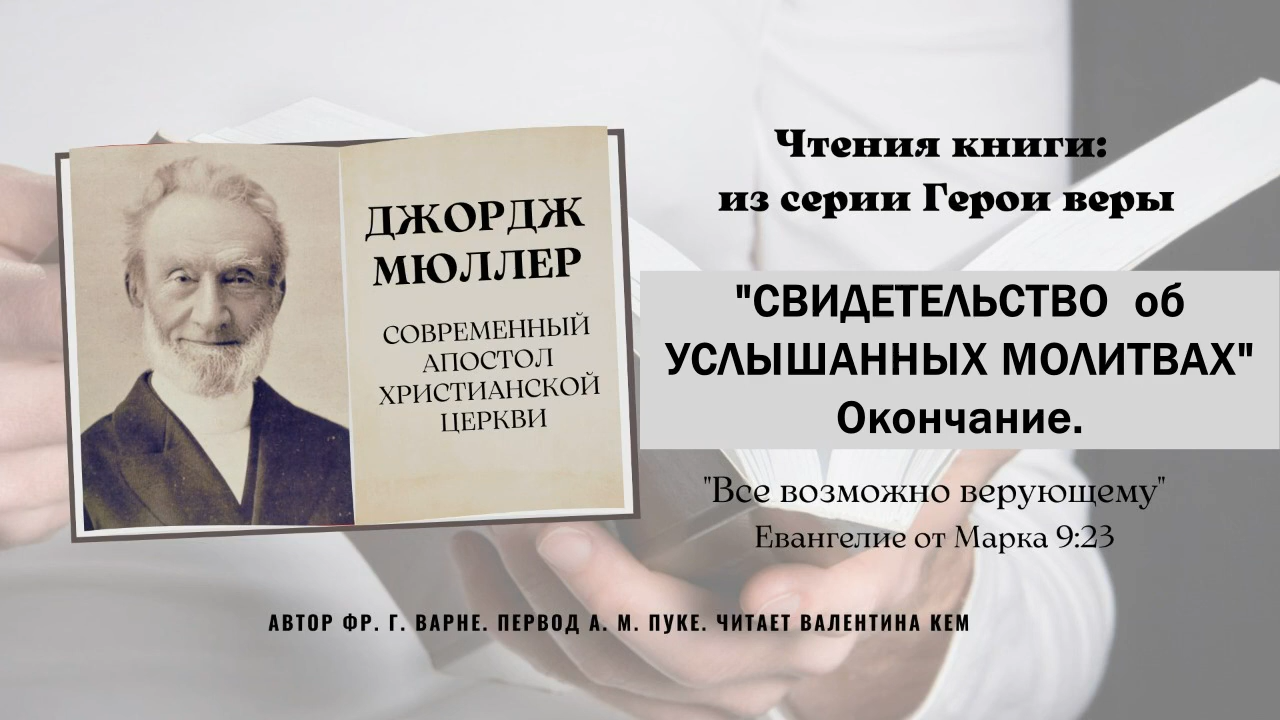 ДЖОРДЖ
МЮЛЛЕР
СОВРЕМЕННЫЙ
АПОСТОЛ
ХРИСТИАНСКОЙ
ЦЕРКВИ
Чтения книги:
из серии Герои веры
"СВИДЕТЕЛЬСТВО об
УСЛЫШАННЫХ МОЛИТВАХ"
Окончание.
"Все возможно верующему"
Евангелие от Марка 9:23
АВТОР ФР. Г. ВАРНЕ. ПЕРВОД А. М. ПУКЕ. ЧИТАЕТ ВАЛЕНТИНА КЕМ